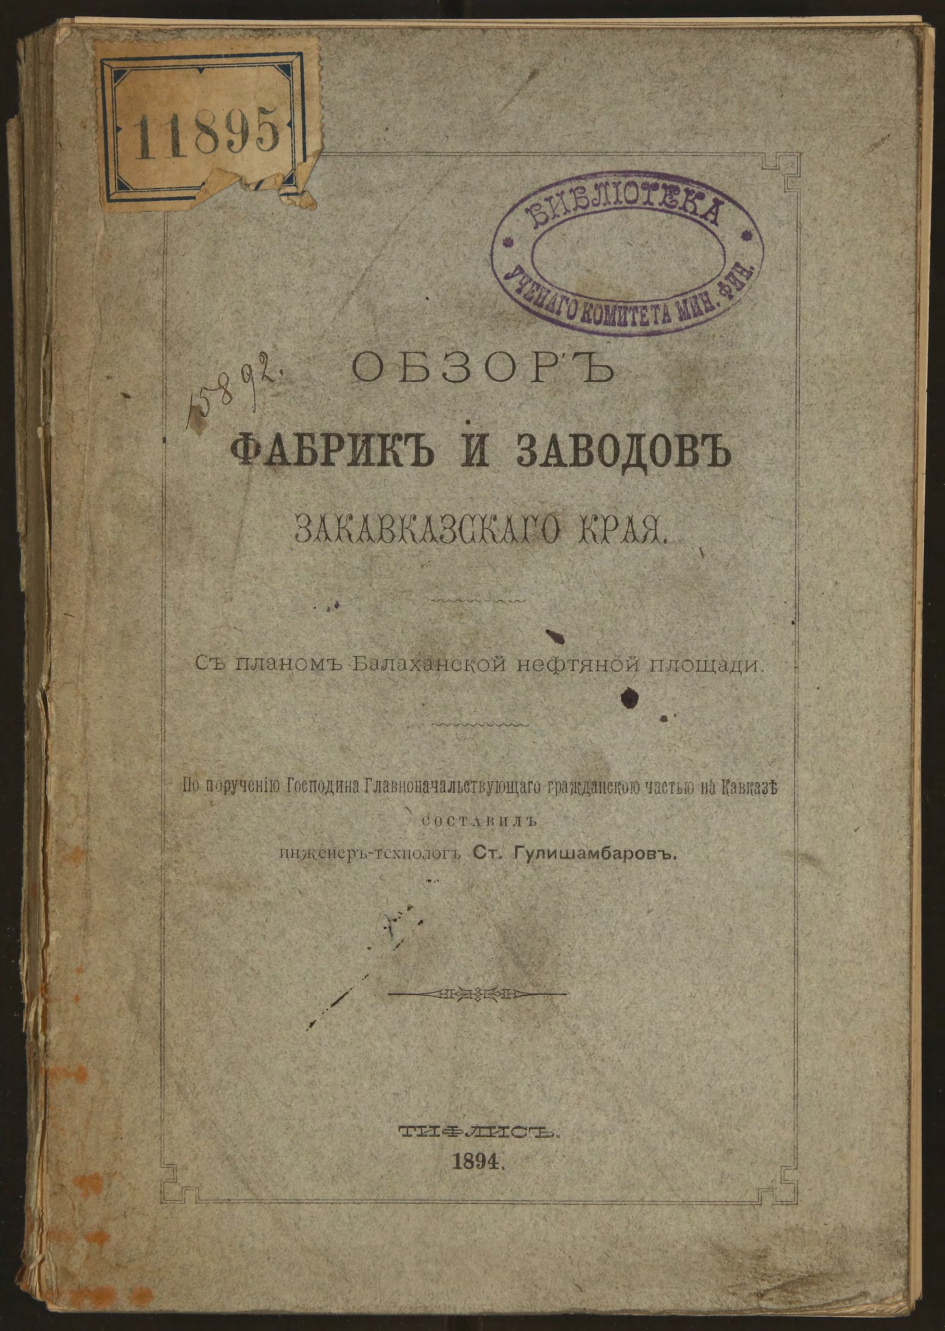 11895
БИБЛІОТЕКА
УЧЕНАГО КОМИТЕТА МИН. ФИН.
15892.
ОБЗОРЪ
ФАБРИКЪ И ЗАВОДОВЪ
ЗАКАВКАЗСКАГО КРАЯ.
Съ планомъ Балаханской нефтяной площади.
По порученію Господина Главноначальствующаго гражданскою частью на Кавказѣ
СОСТАВИЛЪ
инженеръ-технологъ Ст. Гулишамбаровъ.
ТИФЛИСЪ.
1894.